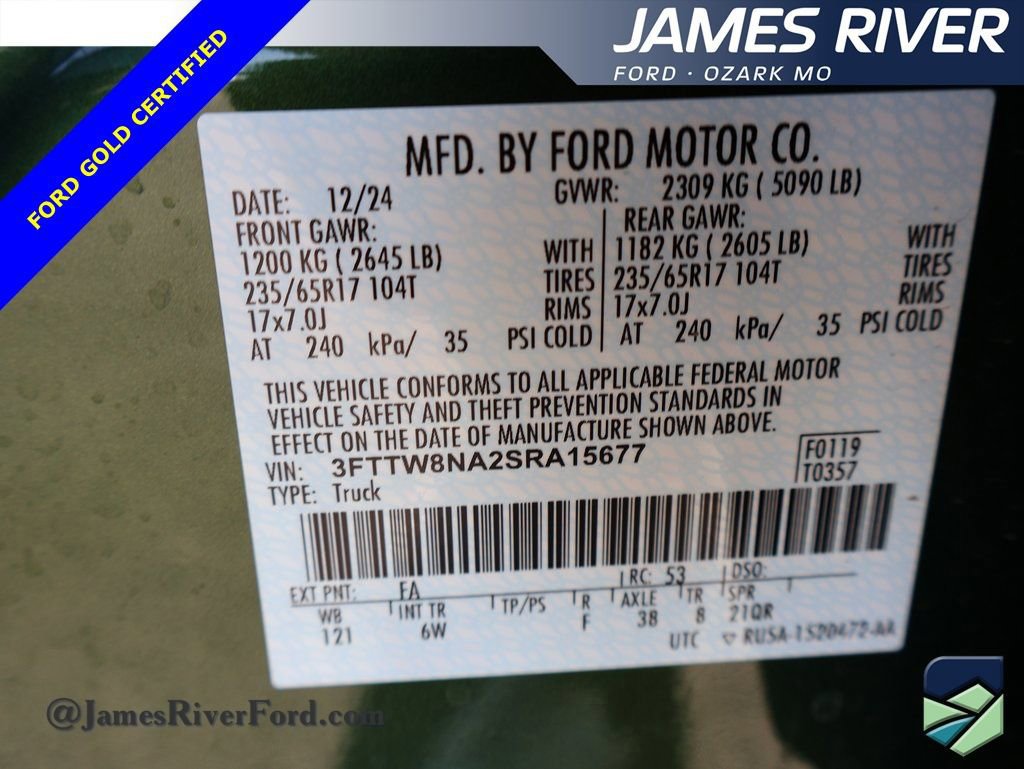 JAMES RIVER
FORD · OZARK MO
FORD GOLD CERTIFIED
MFD. BY FORD MOTOR CO.
DATE: 12/24 GVWR: 2309 KG ( 5090 LB)
FRONT GAWR: REAR GAWR:
1200 KG ( 2645 LB) WITH 1182 KG ( 2605 LB) WITH
235/65R17 104T TIRES 235/65R17 104T TIRES
17x7.0J RIMS 17x7.0J RIMS
AT 240 kPa/ 35 PSI COLD AT 240 kPa/ 35 PSI COLD
THIS VEHICLE CONFORMS TO ALL APPLICABLE FEDERAL MOTOR
VEHICLE SAFETY AND THEFT PREVENTION STANDARDS IN
EFFECT ON THE DATE OF MANUFACTURE SHOWN ABOVE.
VIN: 3FTTW8NA2SRA15677 F0119
TYPE: Truck T0357
EXT PNT: FA RC: 53 DSO:
WB INT TR TP/PS R AXLE TR SPR
121 6W F 38 8 21QR
UTC ▽ RUSA-1520472-AA
@JamesRiverFord.com